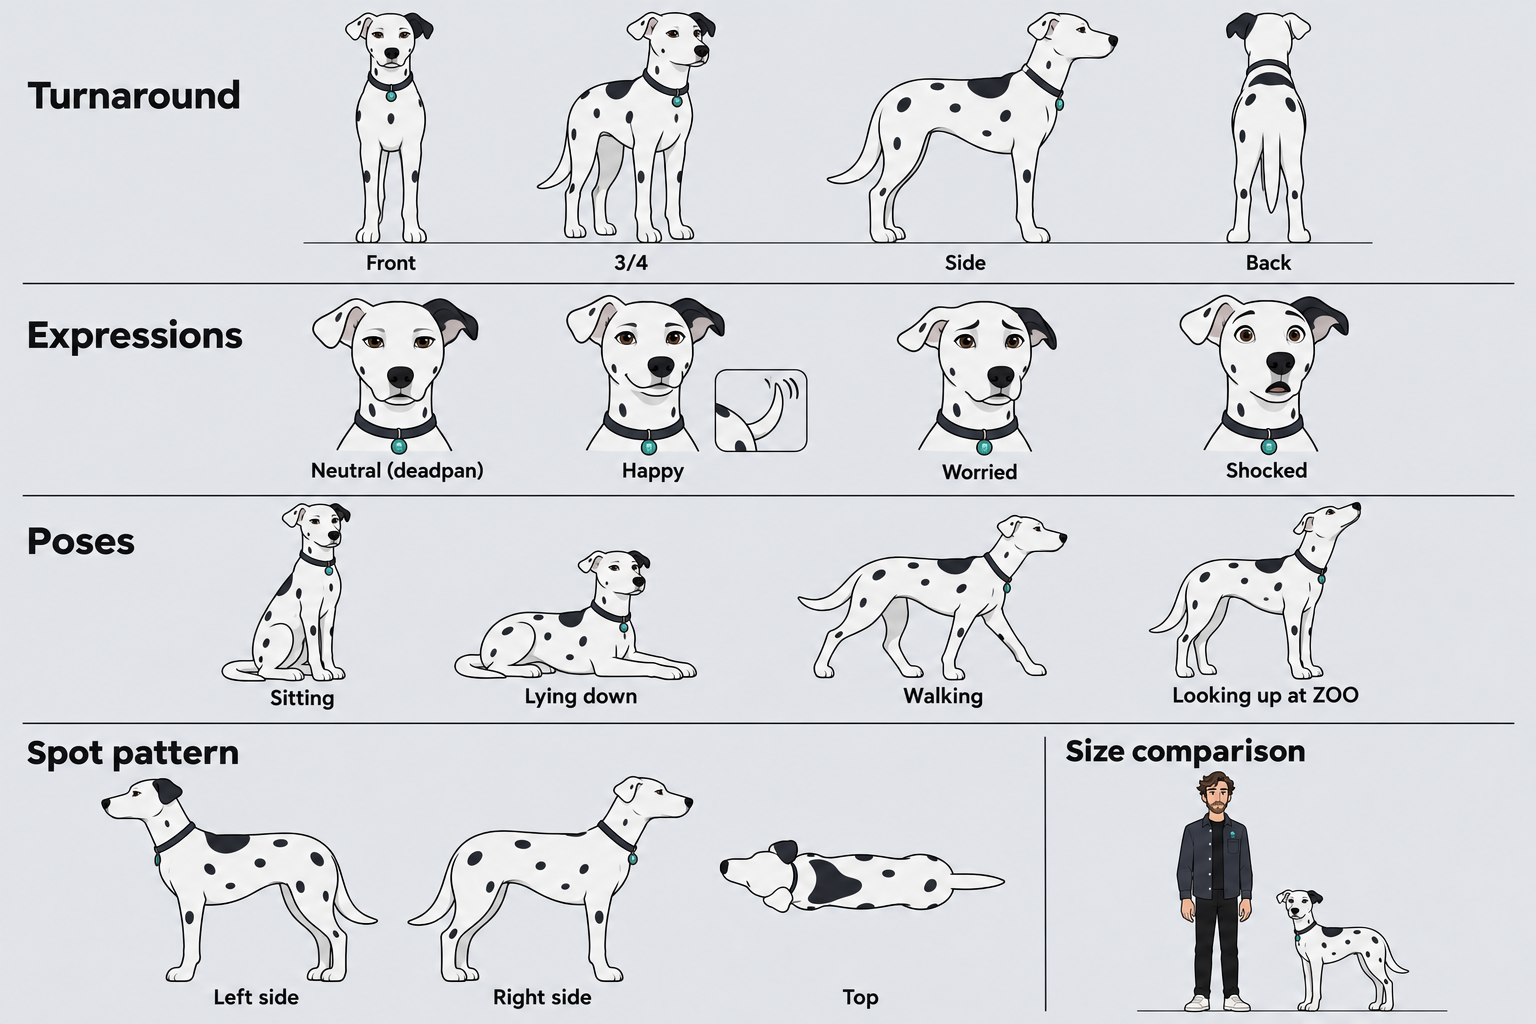 Turnaround
Front
3/4
Side
Back
Expressions
Neutral (deadpan)
Happy
Worried
Shocked
Poses
Sitting
Lying down
Walking
Looking up at ZOO
Spot pattern
Left side
Right side
Top
Size comparison